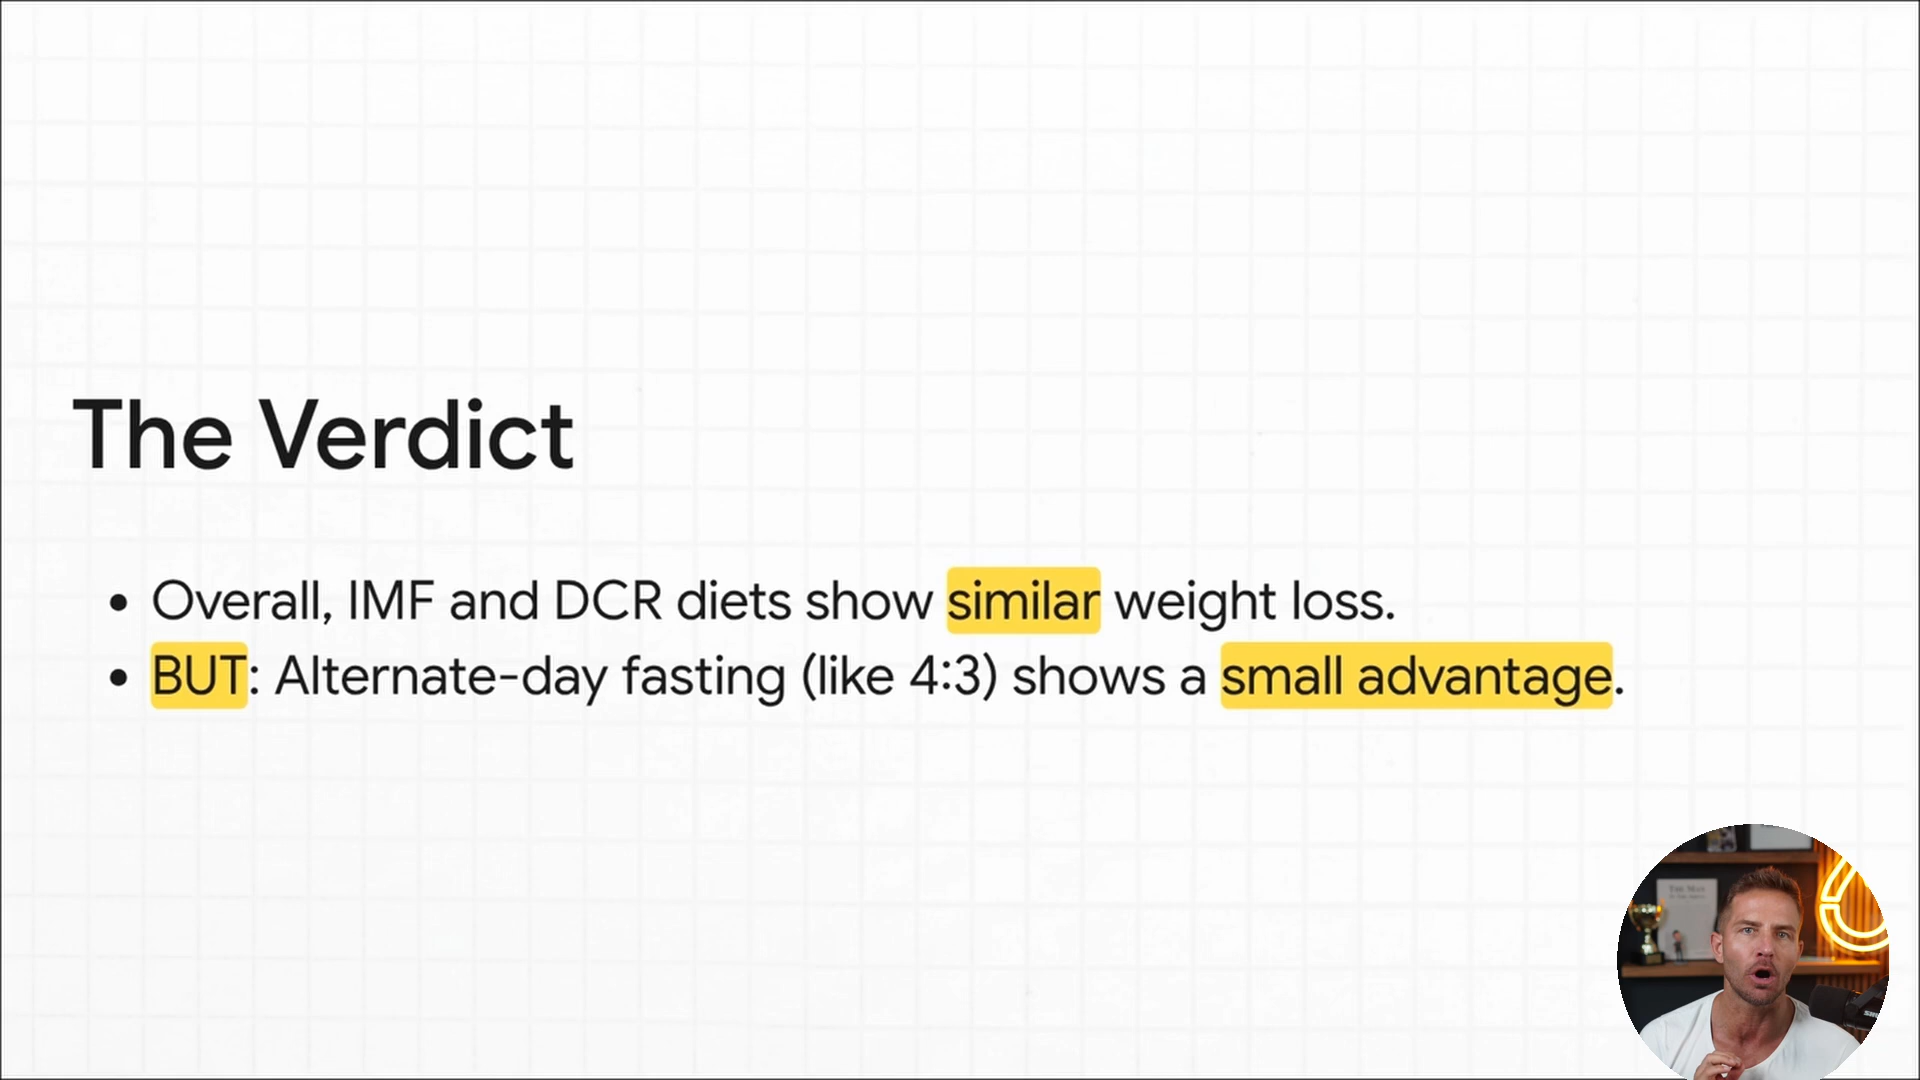 The Verdict
• Overall, IMF and DCR diets show similar weight loss.
• BUT: Alternate-day fasting (like 4:3) shows a small advantage.